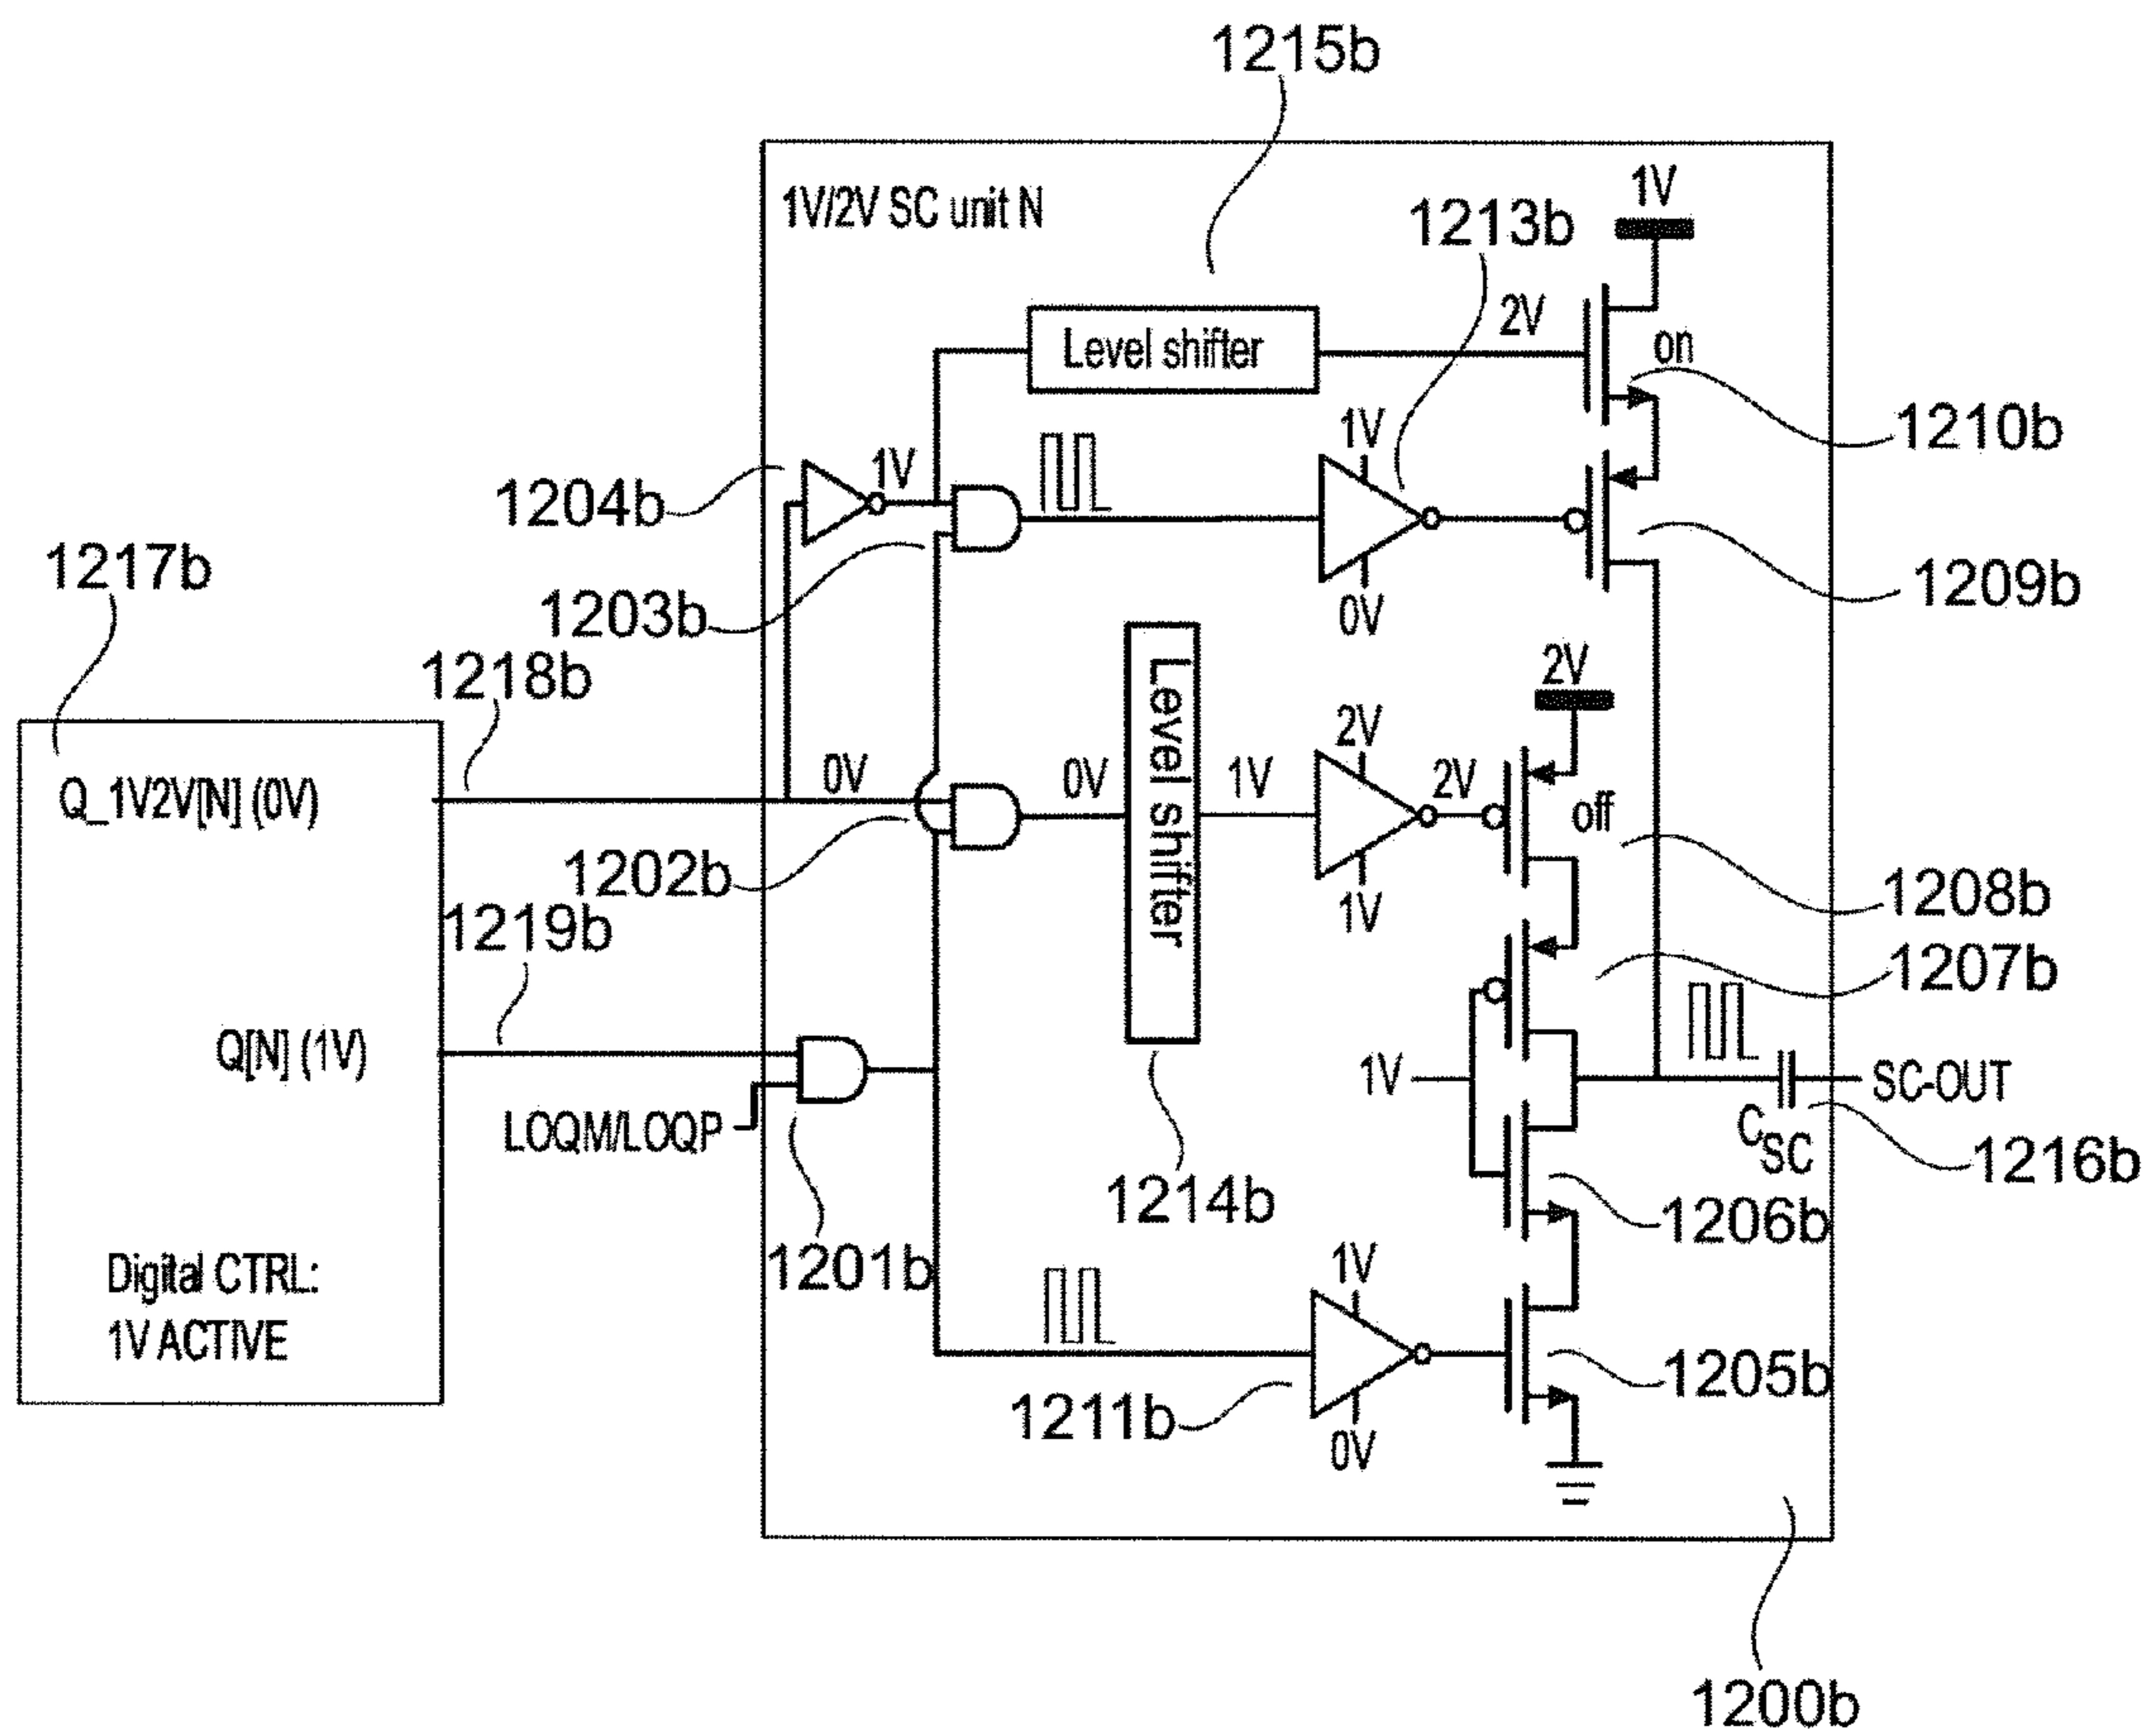 1215b
1V/2V SC unit N
1V
1213b
2V
Level shifter
on
1210b
1V
1V
1204b
1217b
1203b
0V
1209b
1218b
2V
Q_1V2V[N] (0V)
0V
0V
Level shifter
1V
2V
2V
off
1202b
1V
1208b
1219b
1207b
Q[N] (1V)
1V
LOQM/LOQP
SC-OUT
CSC
1216b
1214b
1206b
1201b
Digital CTRL:
1V ACTIVE
1V
1205b
1211b
0V
1200b